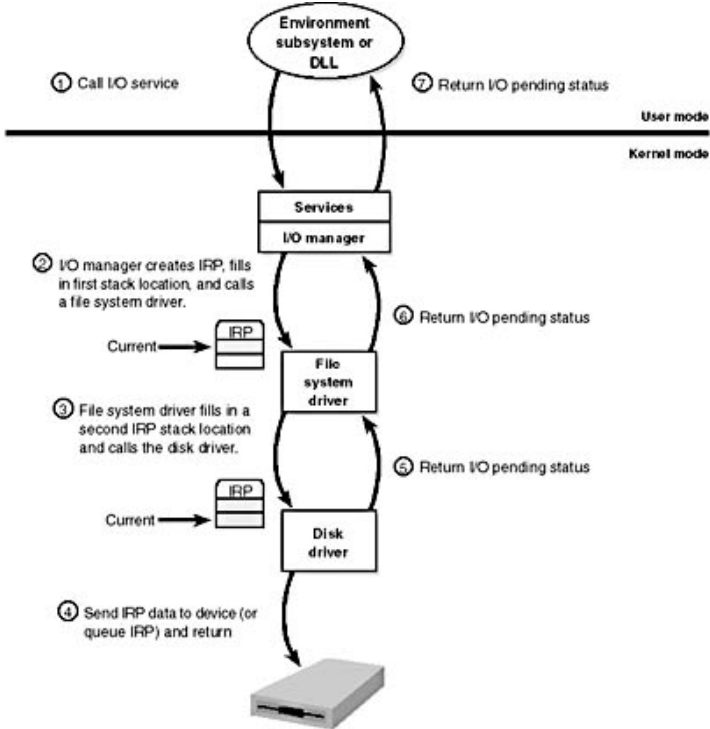 Environment
subsystem or
DLL
① Call I/O service
⑦ Return I/O pending status
User mode
Kernel mode
Services
I/O manager
② I/O manager creates IRP, fills
in first stack location, and calls
a file system driver.
⑥ Return I/O pending status
IRP
Current
File
system
driver
③ File system driver fills in a
second IRP stack location
and calls the disk driver.
⑤ Return I/O pending status
IRP
Current
Disk
driver
④ Send IRP data to device (or
queue IRP) and return